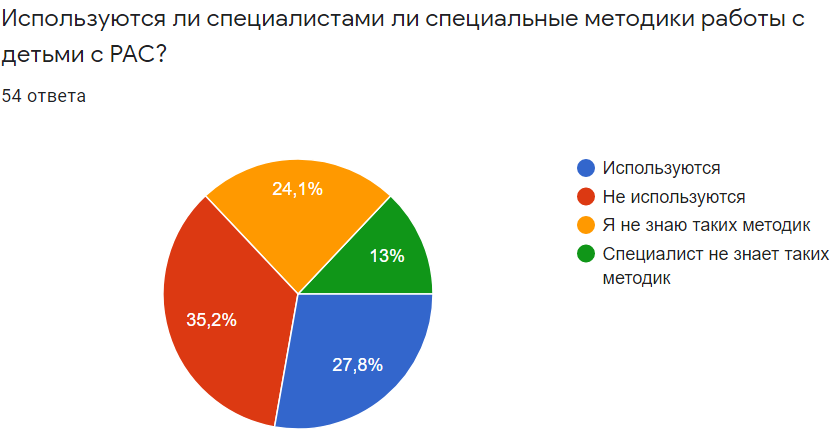 Используются ли специалистами ли специальные методики работы с
детьми с РАС?
54 ответа
24,1%
13%
35,2%
27,8%
Используются
Не используются
Я не знаю таких методик
Специалист не знает таких
методик